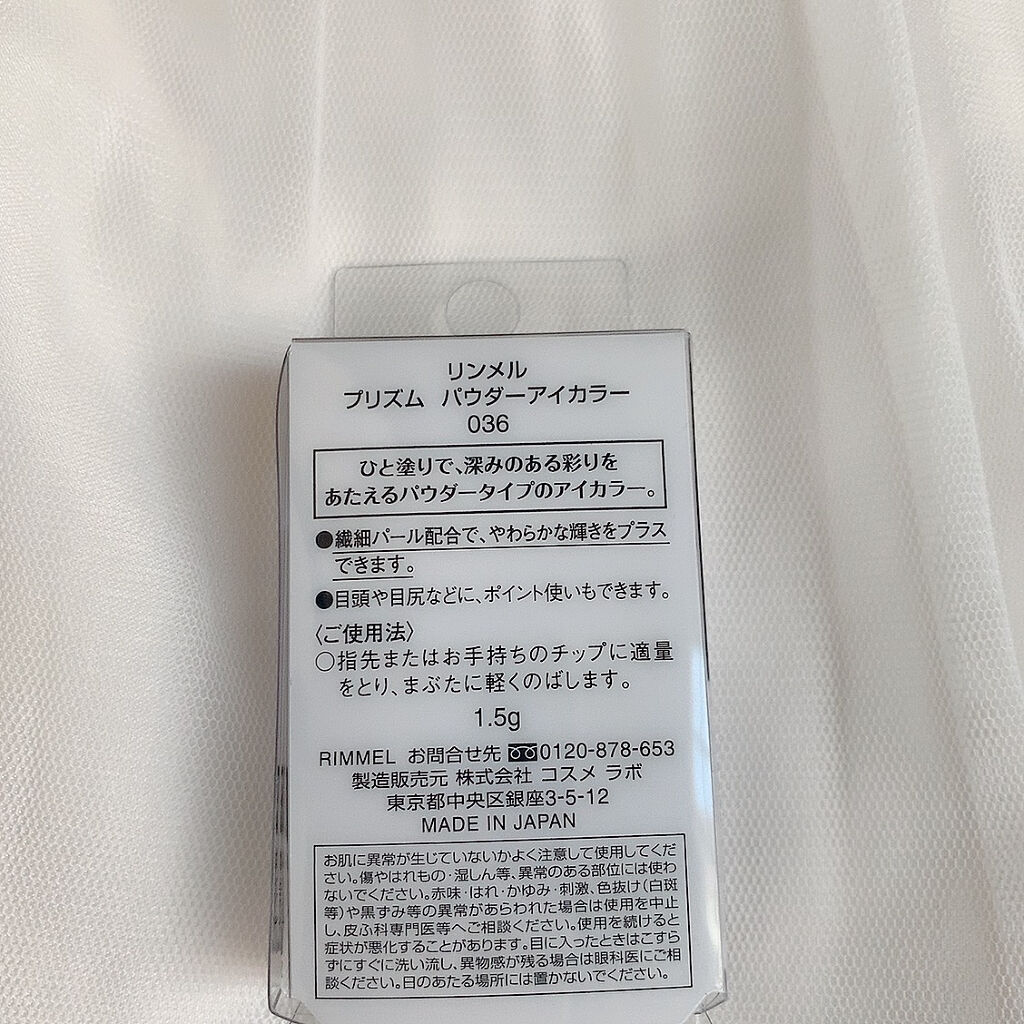 リンメル
プリズム パウダーアイカラー
036
ひと塗りで、深みのある彩りを
あたえるパウダータイプのアイカラー。
●繊細パール配合で、やわらかな輝きをプラス
できます。
●目頭や目尻などに、ポイント使いもできます。
〈ご使用法〉
○指先またはお手持ちのチップに適量
をとり、まぶたに軽くのばします。
1.5g
RIMMEL お問合せ先 0120-878-653
製造販売元 株式会社 コスメ ラボ
東京都中央区銀座3-5-12
MADE IN JAPAN
お肌に異常が生じていないかよく注意して使用してくだ
さい。傷やはれもの・湿しん等、異常のある部位には使わ
ないでください。赤味・はれ・かゆみ・刺激、色抜け(白斑
等)や黒ずみ等の異常があらわれた場合は使用を中止
し、皮ふ科専門医等へご相談ください。使用を続けると
症状が悪化することがあります。目に入ったときはこすら
ずにすぐに洗い流し、異物感が残る場合は眼科医にご相
談ください。日のあたる場所には置かないでください。